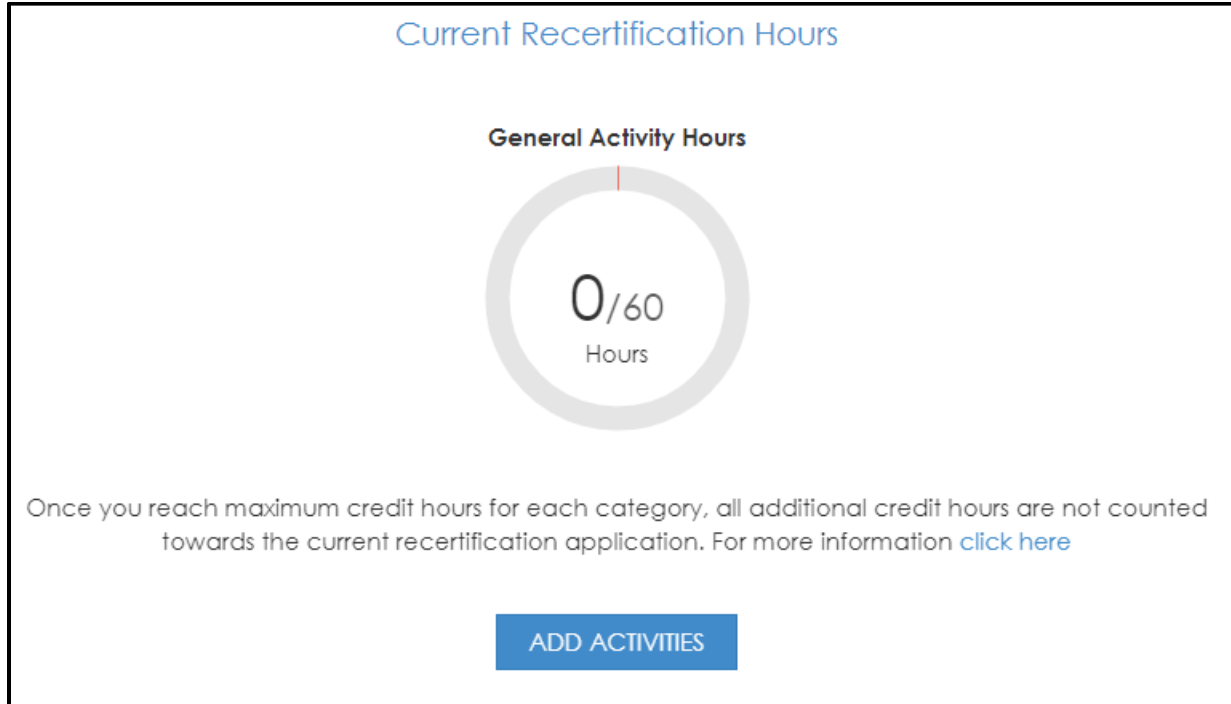 Current Recertification Hours
General Activity Hours
0/60
Hours
Once you reach maximum credit hours for each category, all additional credit hours are not counted
towards the current recertification application. For more information click here
ADD ACTIVITIES